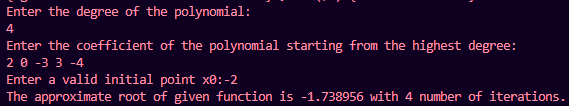 Enter the degree of the polynomial:
4
Enter the coefficient of the polynomial starting from the highest degree:
2 0 -3 3 -4
Enter a valid initial point x0:-2
The approximate root of given function is -1.738956 with 4 number of iterations.